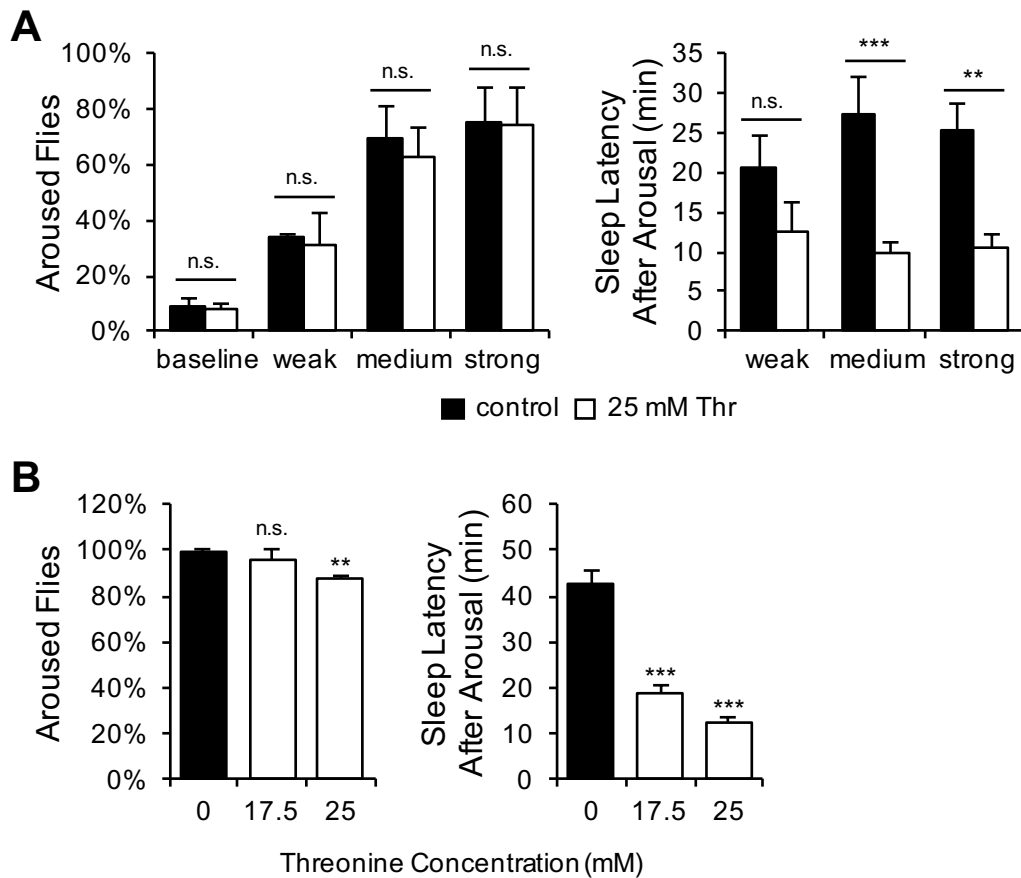 A
Aroused Flies
100%
80%
60%
40%
20%
0%
n.s.
n.s.
n.s.
n.s.
baseline
weak
medium
strong
Sleep Latency
After Arousal (min)
35
30
25
20
15
10
5
0
n.s.
***
**
weak
medium
strong
control
25 mM Thr
B
Aroused Flies
120%
100%
80%
60%
40%
20%
0%
n.s.
**
0
17.5
25
Sleep Latency
After Arousal (min)
60
50
40
30
20
10
0
***
***
0
17.5
25
Threonine Concentration (mM)